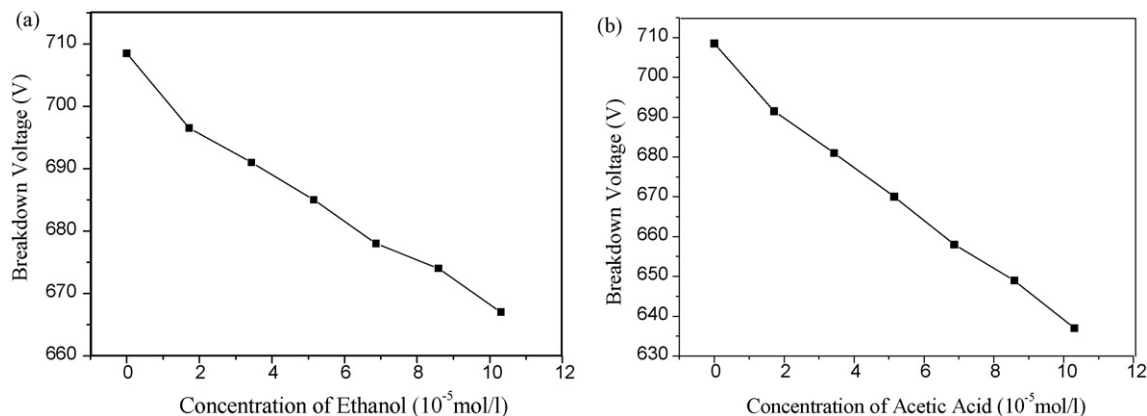 (a)
710
700
690
680
670
660
Breakdown Voltage (V)
0 2 4 6 8 10 12
Concentration of Ethanol (10⁻⁵mol/l)
(b)
710
700
690
680
670
660
650
640
630
Breakdown Voltage (V)
0 2 4 6 8 10 12
Concentration of Acetic Acid (10⁻⁵mol/l)